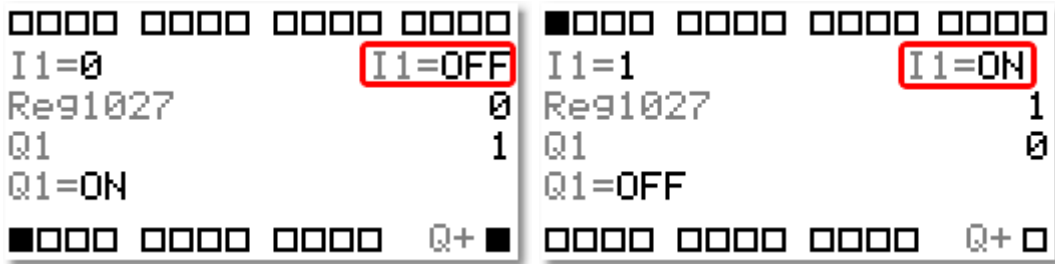 I1=0 I1=OFF
Reg1027 0
Q1 1
Q1=ON
Q+
I1=1 I1=ON
Reg1027 1
Q1 0
Q1=OFF
Q+